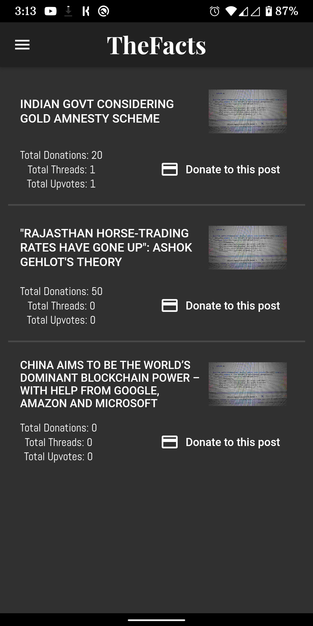 3:13
87%
TheFacts
INDIAN GOVT CONSIDERING
GOLD AMNESTY SCHEME
Total Donations: 20
Total Threads: 1
Total Upvotes: 1
Donate to this post
"RAJASTHAN HORSE-TRADING
RATES HAVE GONE UP": ASHOK
GEHLOT'S THEORY
Total Donations: 50
Total Threads: 0
Total Upvotes: 0
Donate to this post
CHINA AIMS TO BE THE WORLD'S
DOMINANT BLOCKCHAIN POWER –
WITH HELP FROM GOOGLE,
AMAZON AND MICROSOFT
Total Donations: 0
Total Threads: 0
Total Upvotes: 0
Donate to this post